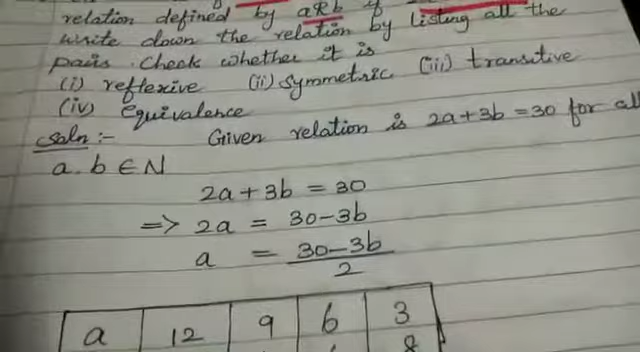 relation defined by aRb if
write down the relation by listing all the
pairs. Check whether it is
(i) reflexive (ii) symmetric (iii) transitive
(iv) equivalence
Soln :- Given relation is 2a+3b = 30 for all
a, b ∈ N
2a + 3b = 30
=> 2a = 30-3b
a = 30-3b
2
a 12 9 6 3
8